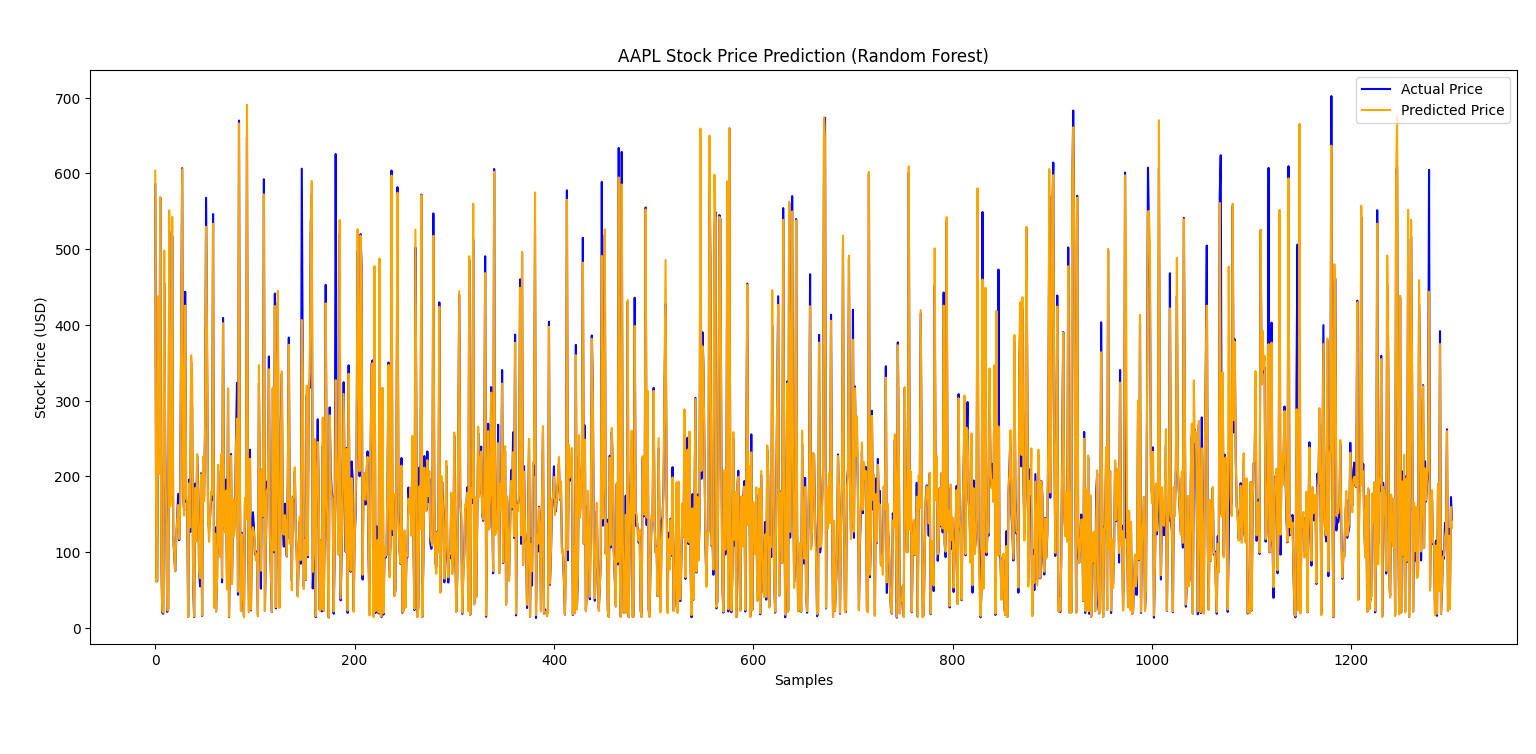 AAPL Stock Price Prediction (Random Forest)
Actual Price
Predicted Price
700
600
500
400
300
200
100
0
Stock Price (USD)
0 200 400 600 800 1000 1200
Samples